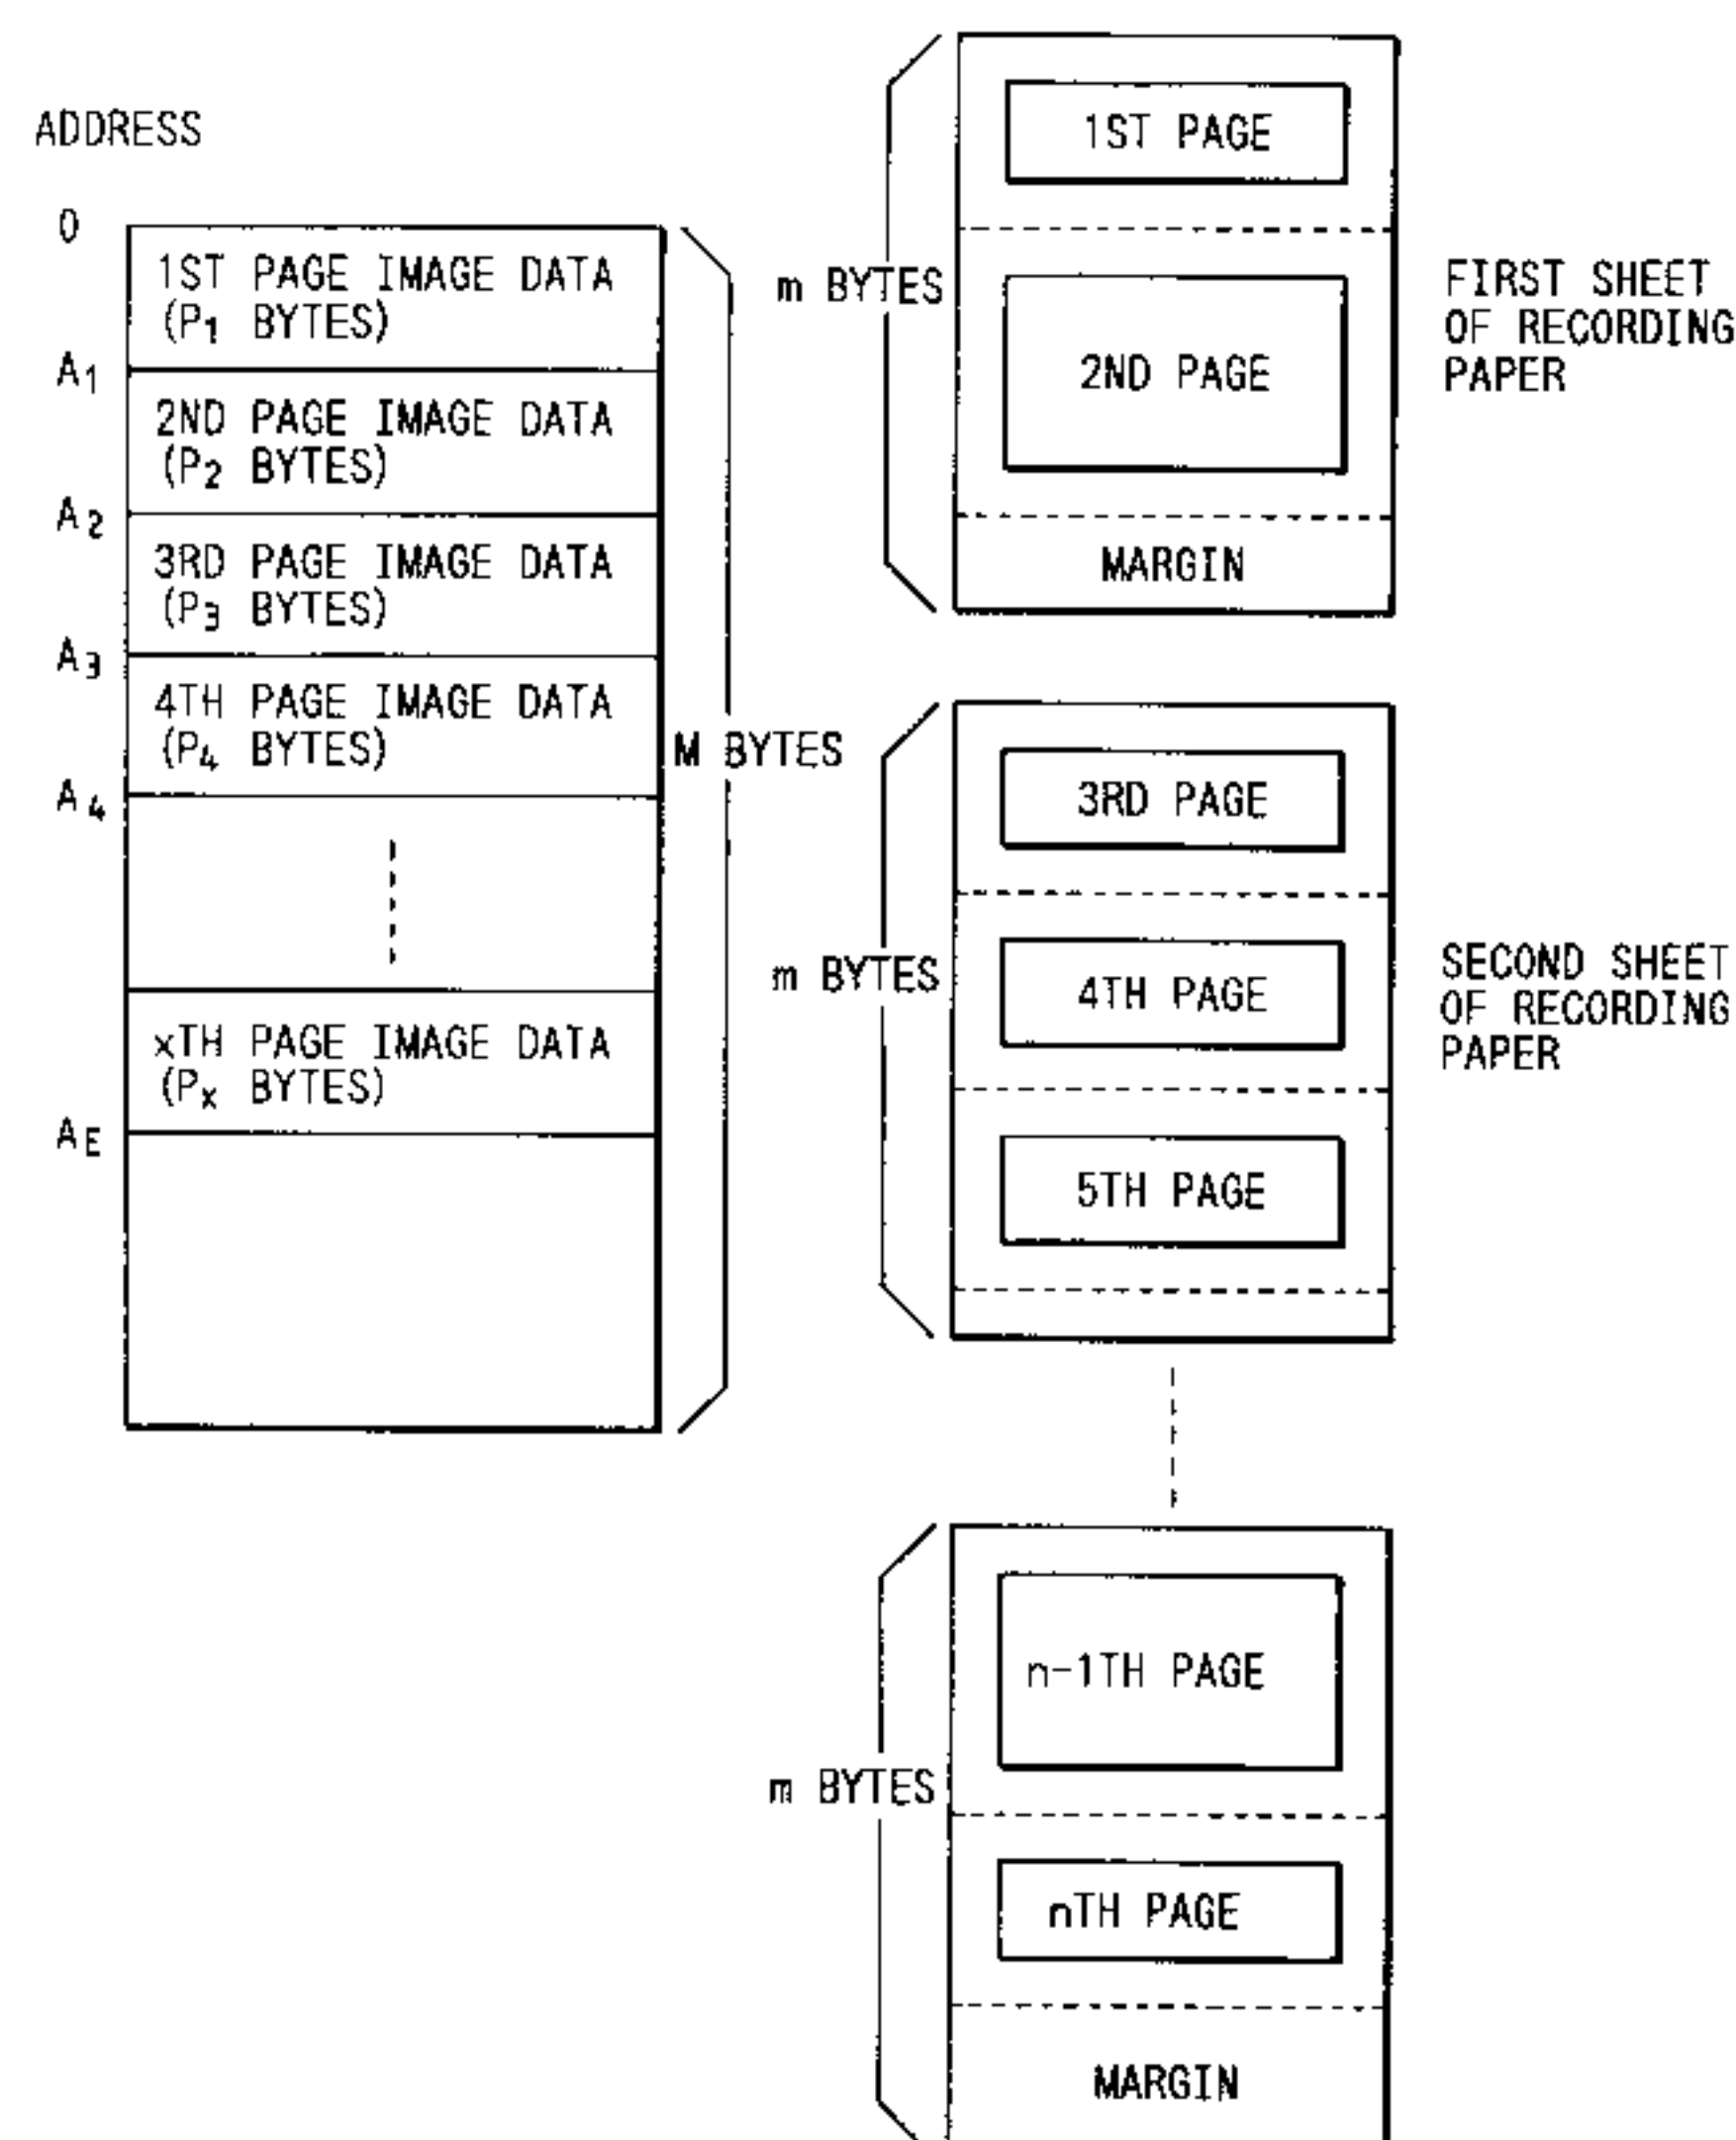 ADDRESS
0
1ST PAGE IMAGE DATA
(P1 BYTES)
A1
2ND PAGE IMAGE DATA
(P2 BYTES)
A2
3RD PAGE IMAGE DATA
(P3 BYTES)
A3
4TH PAGE IMAGE DATA
(P4 BYTES)
A4
xTH PAGE IMAGE DATA
(Px BYTES)
AE
M BYTES
m BYTES
1ST PAGE
2ND PAGE
MARGIN
FIRST SHEET
OF RECORDING
PAPER
m BYTES
3RD PAGE
4TH PAGE
5TH PAGE
SECOND SHEET
OF RECORDING
PAPER
m BYTES
n-1TH PAGE
nTH PAGE
MARGIN